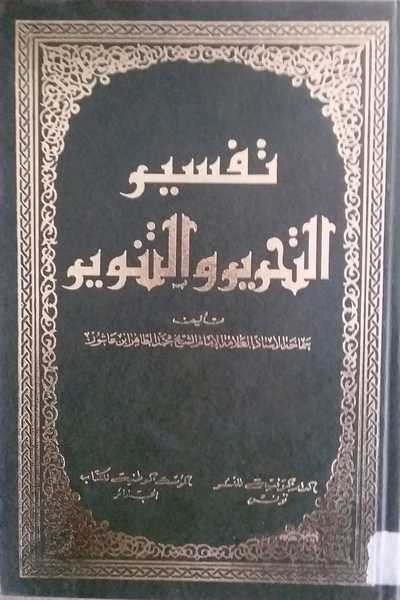 تفسير
التحرير والتنوير
تأليف
سماحة الأستاذ العلامة الإمام الشيخ محمد الطاهر ابن عاشور
الدار التونسية للنشر
تونس
المؤسسة الوطنية للكتاب
الجزائر